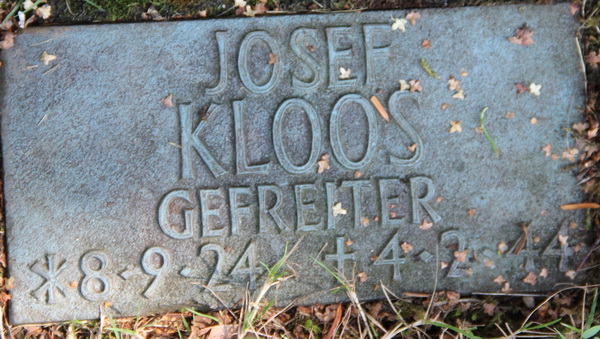 JOSEF
KLOOS
GEFREITER
* 8·9·24 + 4·2·44